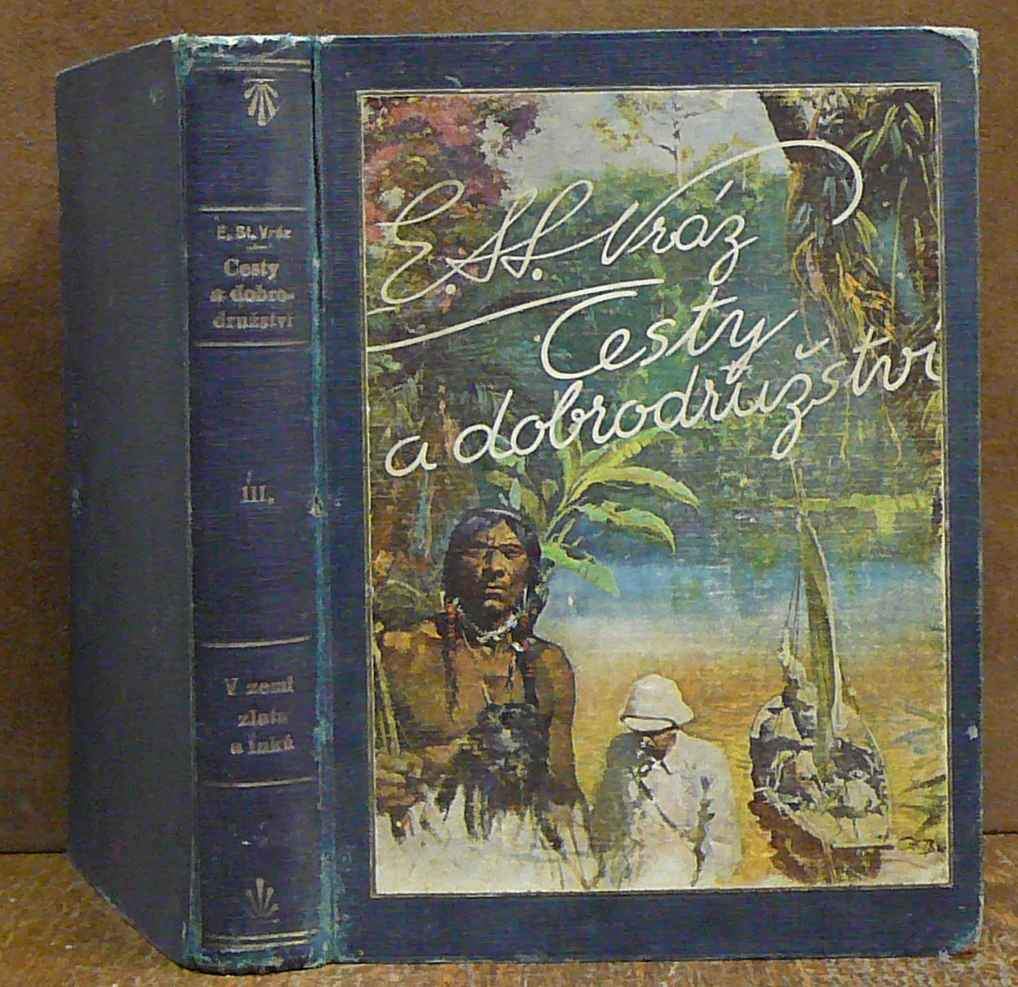 E. St. Vráz
Cesty
a dobro-
družství
III.
V zemi
zlata
a Inků
E. St. Vráz
Cesty
a dobrodružství